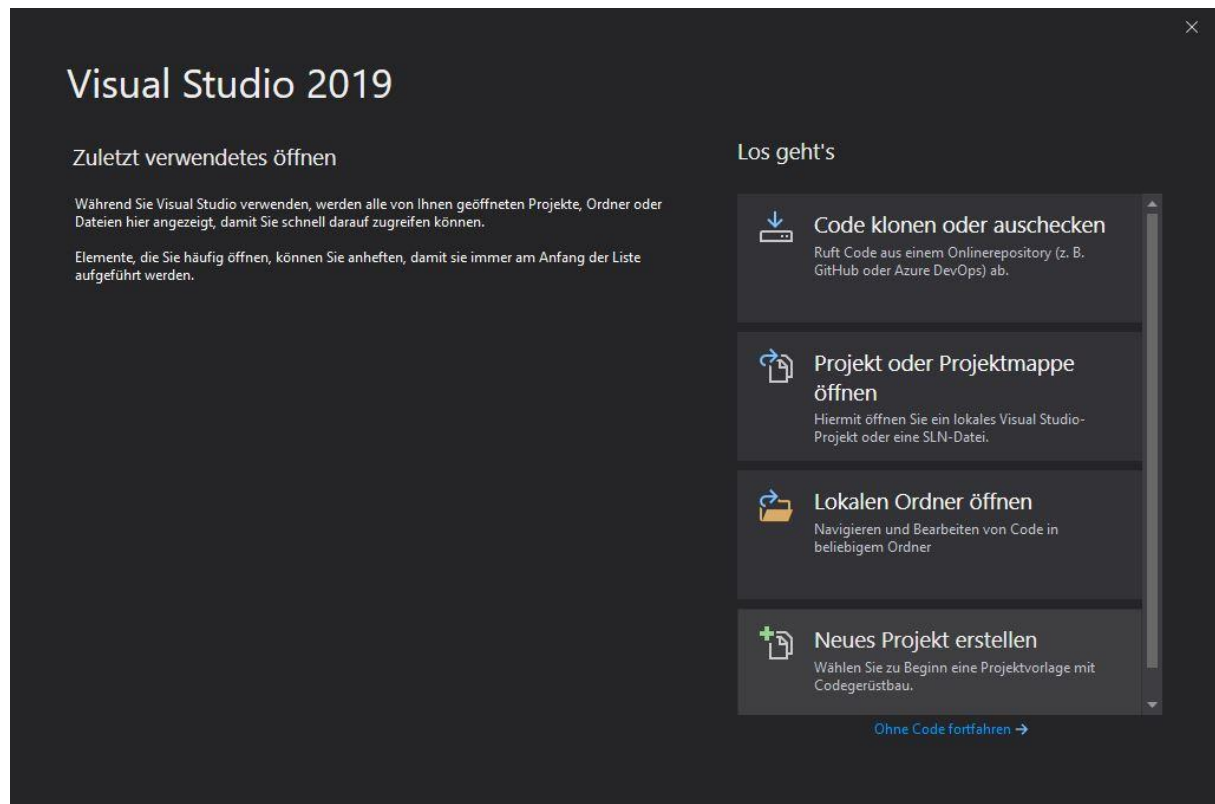 Visual Studio 2019
Zuletzt verwendetes öffnen
Während Sie Visual Studio verwenden, werden alle von Ihnen geöffneten Projekte, Ordner oder
Dateien hier angezeigt, damit Sie schnell darauf zugreifen können.
Elemente, die Sie häufig öffnen, können Sie anheften, damit sie immer am Anfang der Liste
aufgeführt werden.
Los geht's
Code klonen oder auschecken
Ruft Code aus einem Onlinerepository (z. B.
GitHub oder Azure DevOps) ab.
Projekt oder Projektmappe
öffnen
Hiermit öffnen Sie ein lokales Visual Studio-
Projekt oder eine SLN-Datei.
Lokalen Ordner öffnen
Navigieren und Bearbeiten von Code in
beliebigem Ordner
Neues Projekt erstellen
Wählen Sie zu Beginn eine Projektvorlage mit
Codegerüstbau.
Ohne Code fortfahren →